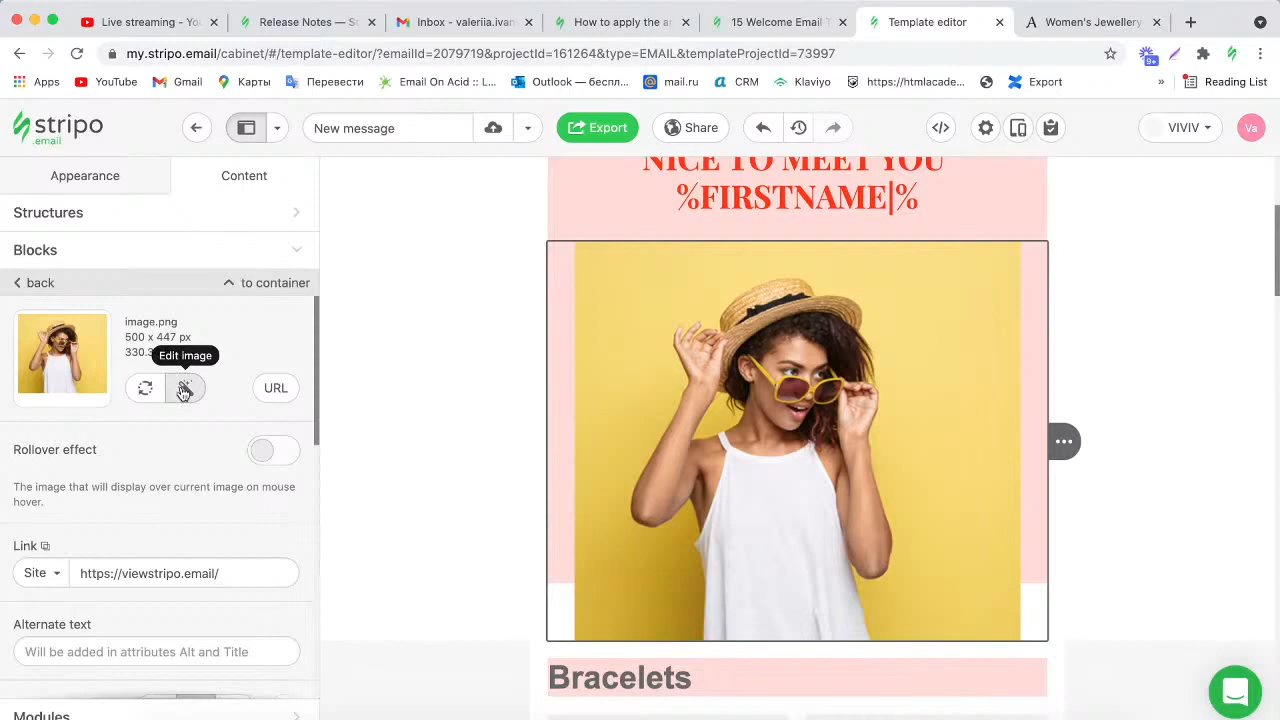 Live streaming - Yo
Release Notes — S
Inbox - valeriia.ivan
How to apply the a
15 Welcome Email T
Template editor
Women's Jewellery
my.stripo.email/cabinet/#/template-editor/?emailId=2079719&projectId=161264&type=EMAIL&templateProjectId=73997
9+
Apps
YouTube
Gmail
Карты
Перевести
Email On Acid :: L...
Outlook — беспл...
mail.ru
CRM
Klaviyo
https://htmlacade...
Export
»
Reading List
stripo
.email
New message
Export
Share
VIVIV
Va
Appearance
Content
Structures
Blocks
back
to container
image.png
500 x 447 px
330.3
Edit image
URL
Rollover effect
The image that will display over current image on mouse
hover.
Link
Site
https://viewstripo.email/
Alternate text
Will be added in attributes Alt and Title
Modules
NICE TO MEET YOU
%FIRSTNAME|%
Bracelets